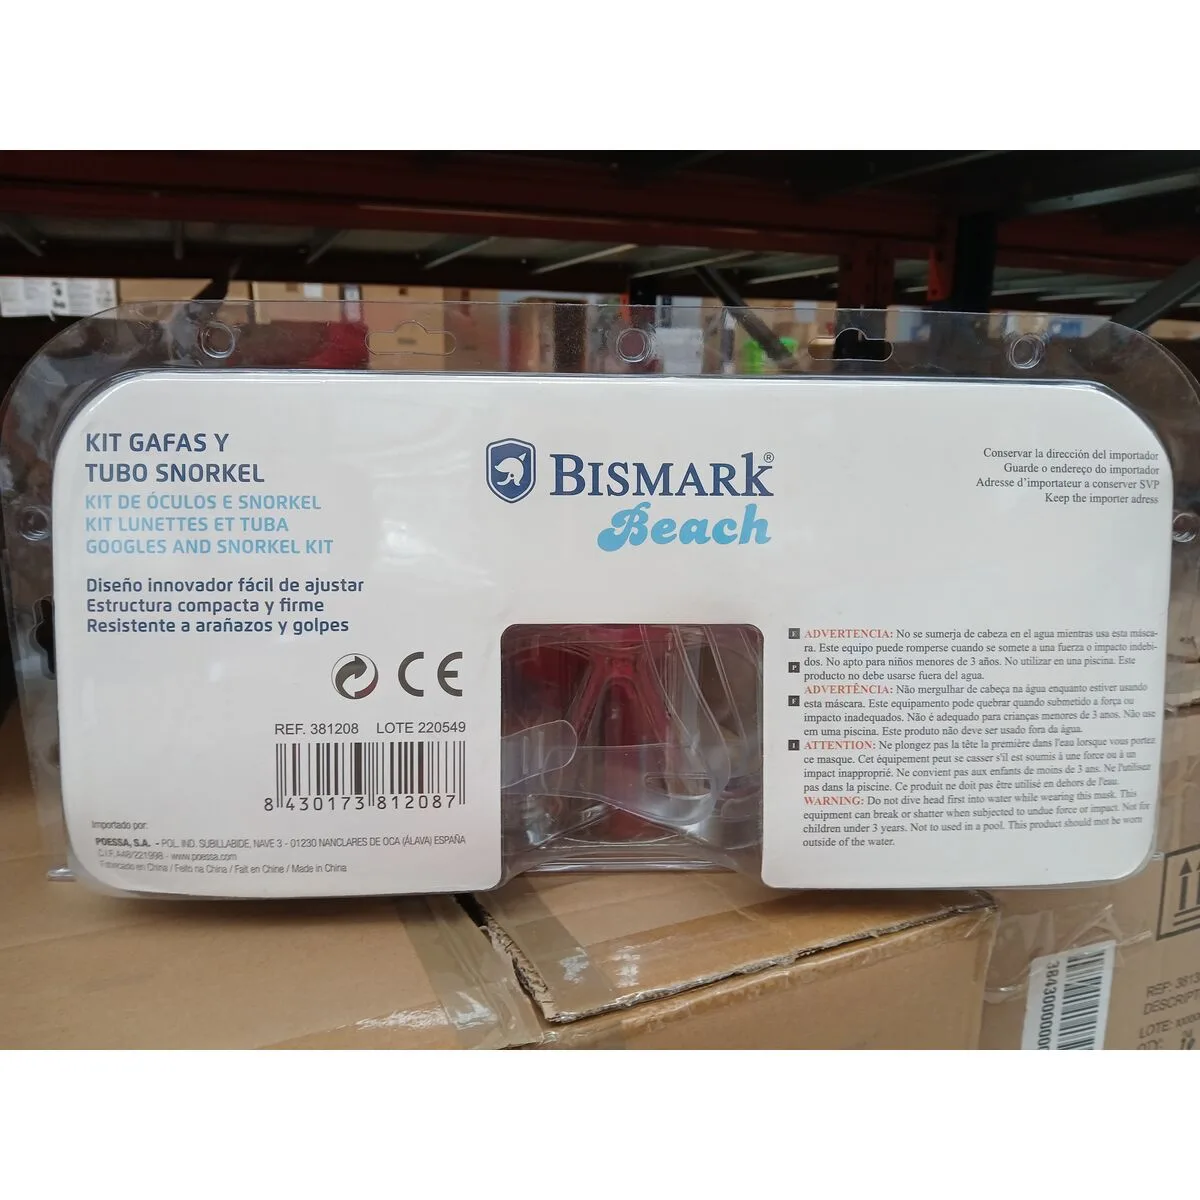 KIT GAFAS Y
TUBO SNORKEL
KIT DE ÓCULOS E SNORKEL
KIT LUNETTES ET TUBA
GOOGLES AND SNORKEL KIT
Diseño innovador fácil de ajustar
Estructura compacta y firme
Resistente a arañazos y golpes
CE
REF. 381208 LOTE 220549
8 430173 812087
Importado por:
POESSA, S.A. - POL. IND. SUBILLABIDE, NAVE 3 - 01230 NANCLARES DE OCA (ÁLAVA) ESPAÑA
C.I.F. A48/221998 - www.poessa.com
Fabricado en China / Feito na China / Fait en Chine / Made in China
BISMARK®
Beach
Conservar la dirección del importador
Guarde o endereço do importador
Adresse d'importateur a conserver SVP
Keep the importer adress
E ADVERTENCIA: No se sumerja de cabeza en el agua mientras usa esta másca-
ra. Este equipo puede romperse cuando se somete a una fuerza o impacto indebi-
dos. No apto para niños menores de 3 años. No utilizar en una piscina. Este
P producto no debe usarse fuera del agua.
ADVERTÊNCIA: Não mergulhar de cabeça na água enquanto estiver usando
F esta máscara. Este equipamento pode quebrar quando submetido a força ou
impacto inadequados. Não é adequado para crianças menores de 3 anos. Não use
em uma piscina. Este produto não deve ser usado fora da água.
I ATTENTION: Ne plongez pas la tête la première dans l'eau lorsque vous portez
ce masque. Cet équipement peut se casser s'il est soumis à une force ou à un
impact inapproprié. Ne convient pas aux enfants de moins de 3 ans. Ne l'utilisez
pas dans la piscine. Ce produit ne doit pas être utilisé en dehors de l'eau.
WARNING: Do not dive head first into water while wearing this mask. This
equipment can break or shatter when subjected to undue force or impact. Not for
children under 3 years. Not to used in a pool. This product should mot be worn
outside of the water.
REF: 381
DESCRIPT
LOTE: